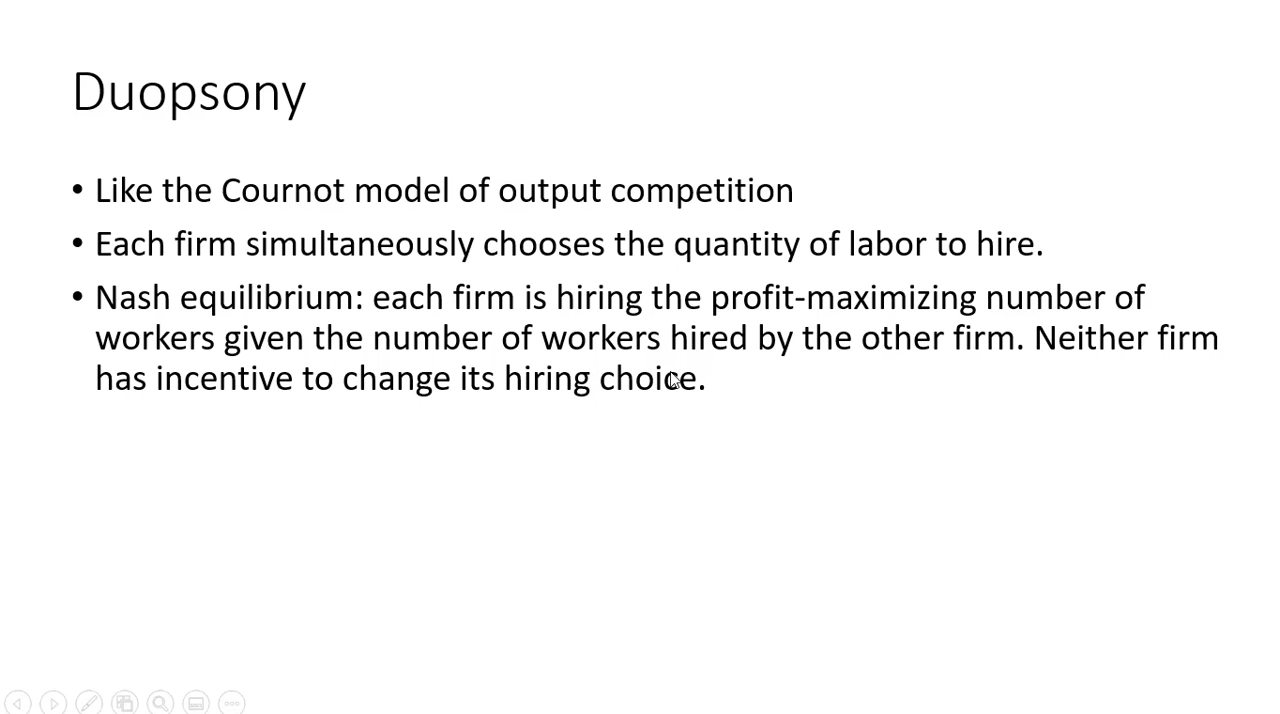 Duopsony
• Like the Cournot model of output competition
• Each firm simultaneously chooses the quantity of labor to hire.
• Nash equilibrium: each firm is hiring the profit-maximizing number of
workers given the number of workers hired by the other firm. Neither firm
has incentive to change its hiring choice.